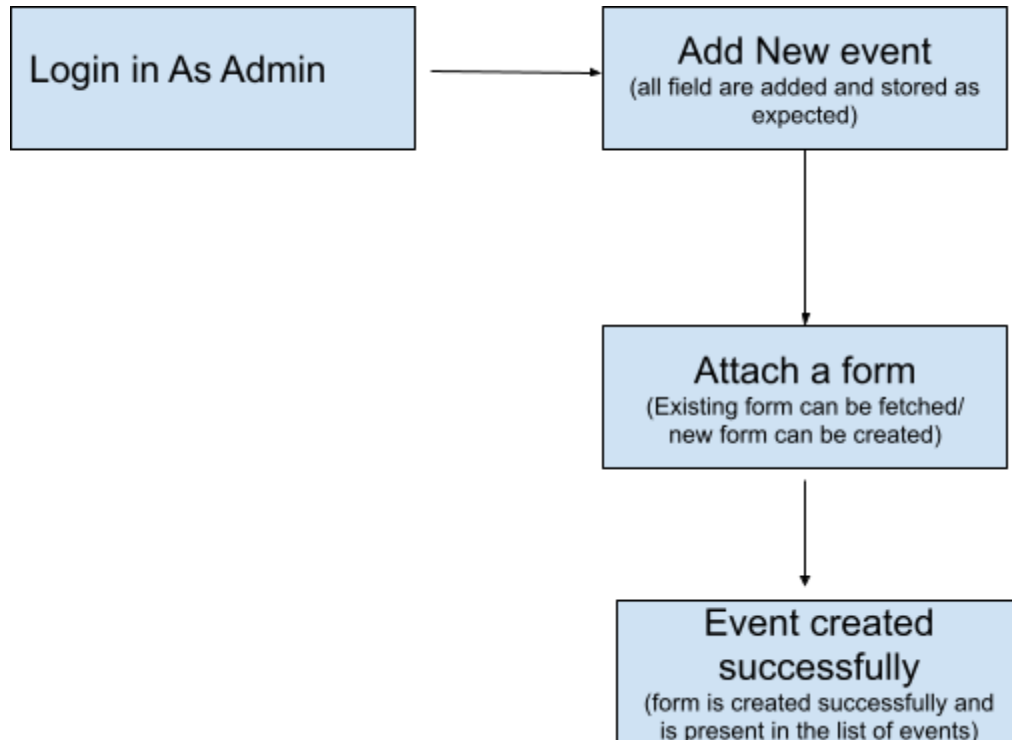 Login in As Admin
Add New event
(all field are added and stored as
expected)
Attach a form
(Existing form can be fetched/
new form can be created)
Event created
successfully
(form is created successfully and
is present in the list of events)